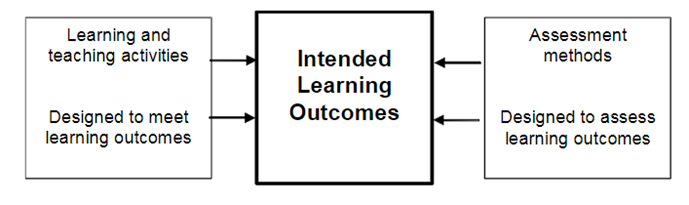 Learning and
teaching activities
Designed to meet
learning outcomes
Intended
Learning
Outcomes
Assessment
methods
Designed to assess
learning outcomes